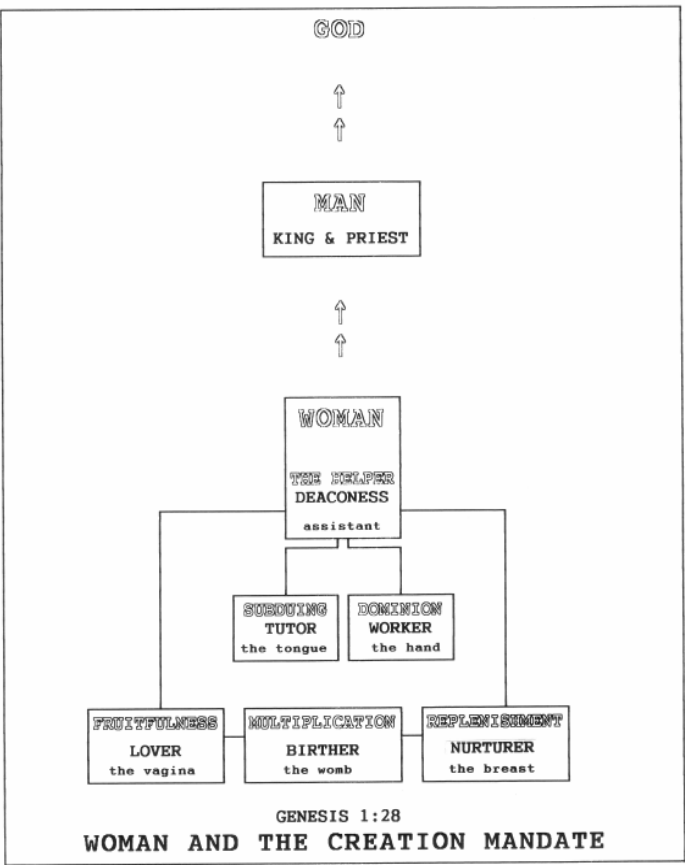 GOD
MAN
KING & PRIEST
WOMAN
THE HELPER
DEACONESS
assistant
SUBDUING
TUTOR
the tongue
DOMINION
WORKER
the hand
FRUITFULNESS
LOVER
the vagina
MULTIPLICATION
BIRTHER
the womb
REPLENISHMENT
NURTURER
the breast
GENESIS 1:28
WOMAN AND THE CREATION MANDATE